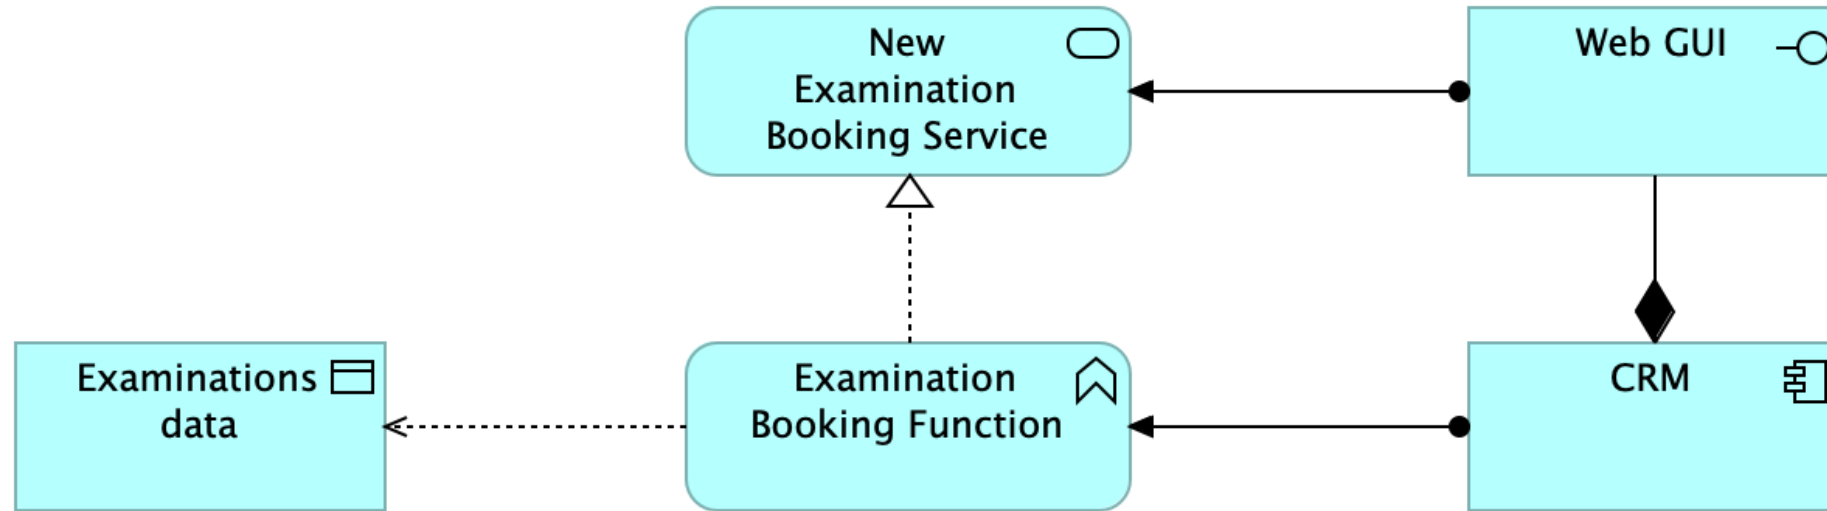 New
Examination
Booking Service
Web GUI
Examinations
data
Examination
Booking Function
CRM